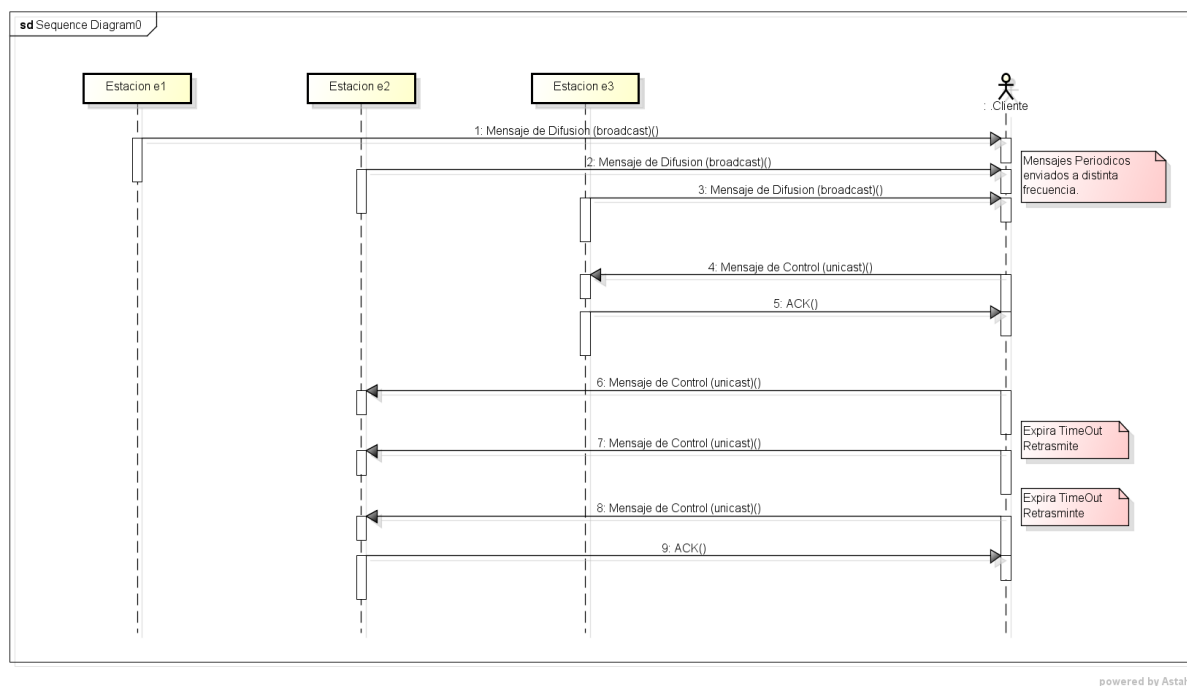 sd Sequence Diagram0
Estacion e1
Estacion e2
Estacion e3
: .Cliente
1: Mensaje de Difusion (broadcast)()
2: Mensaje de Difusion (broadcast)()
3: Mensaje de Difusion (broadcast)()
Mensajes Periodicos
enviados a distinta
frecuencia.
4: Mensaje de Control (unicast)()
5: ACK()
6: Mensaje de Control (unicast)()
Expira TimeOut
Retrasmite
7: Mensaje de Control (unicast)()
Expira TimeOut
Retrasminte
8: Mensaje de Control (unicast)()
9: ACK()
powered by Astah